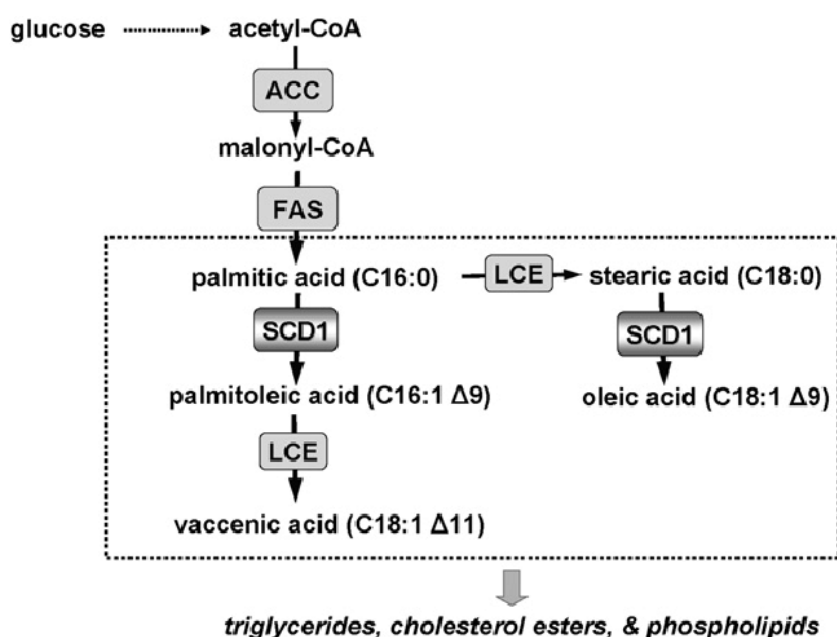 glucose acetyl-CoA
ACC
malonyl-CoA
FAS
palmitic acid (C16:0) LCE stearic acid (C18:0)
SCD1 SCD1
palmitoleic acid (C16:1 Δ9) oleic acid (C18:1 Δ9)
LCE
vaccenic acid (C18:1 Δ11)
triglycerides, cholesterol esters, & phospholipids